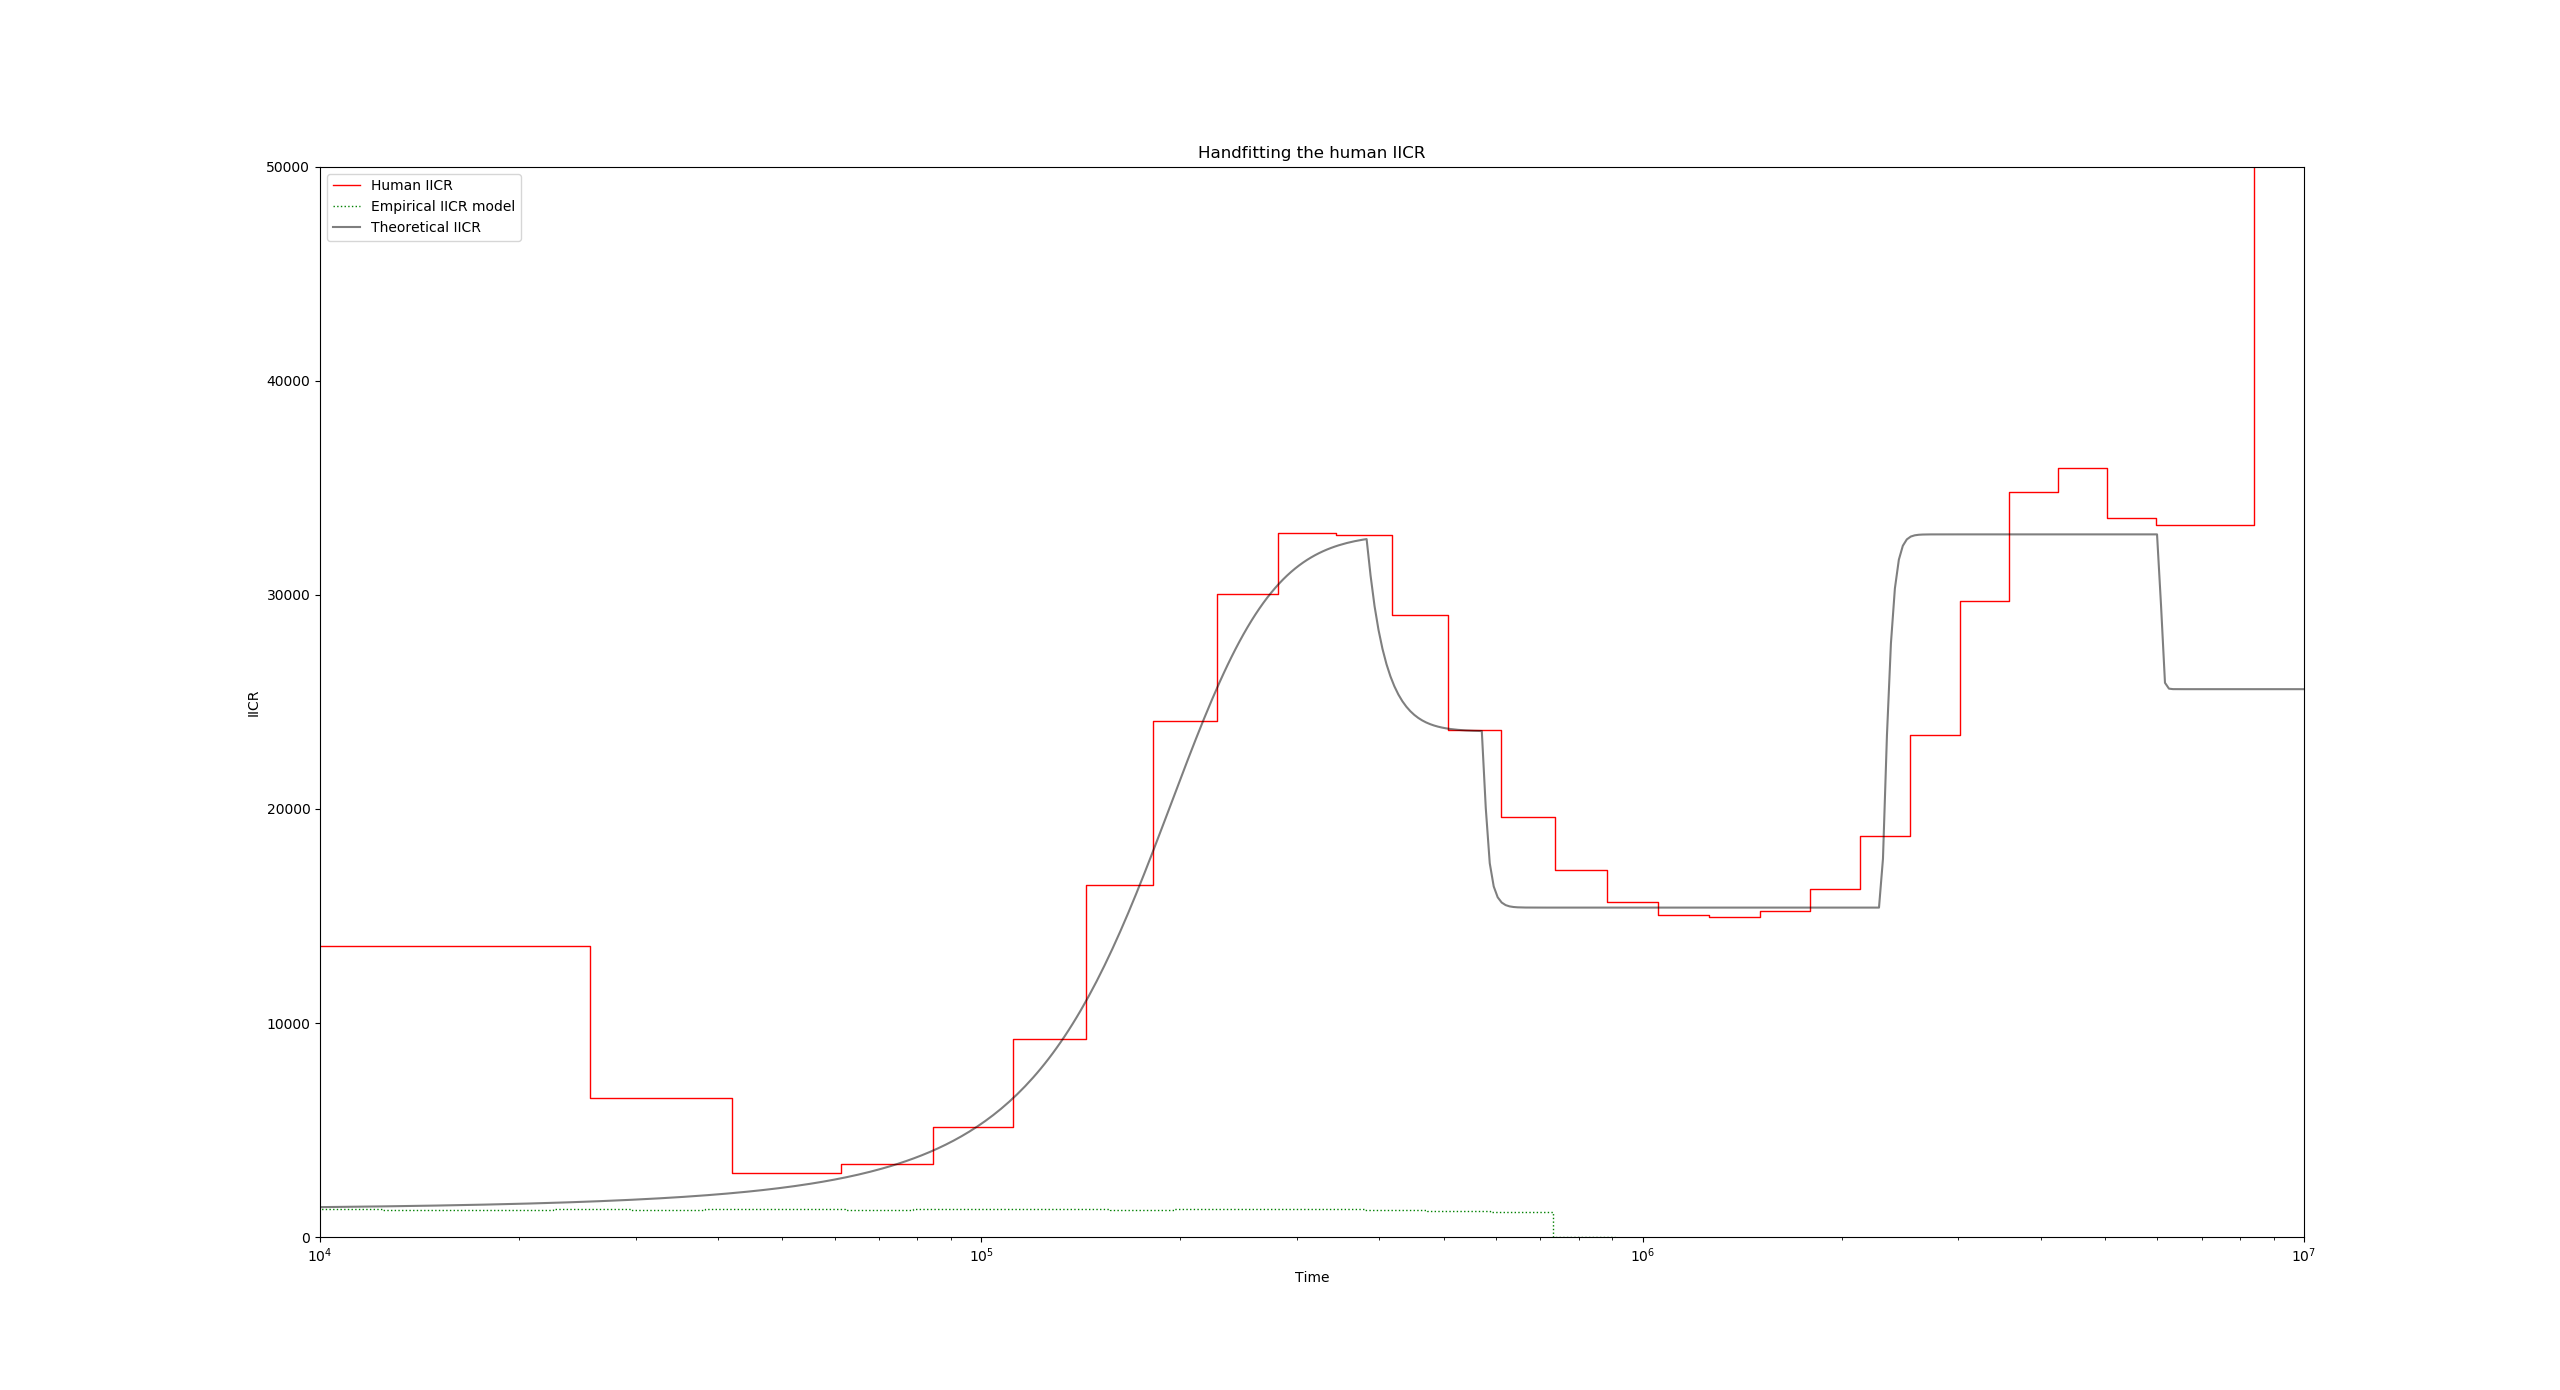 Handfitting the human IICR
50000
40000
30000
20000
10000
0
IICR
Human IICR
Empirical IICR model
Theoretical IICR
10⁴
10⁵
10⁶
10⁷
Time